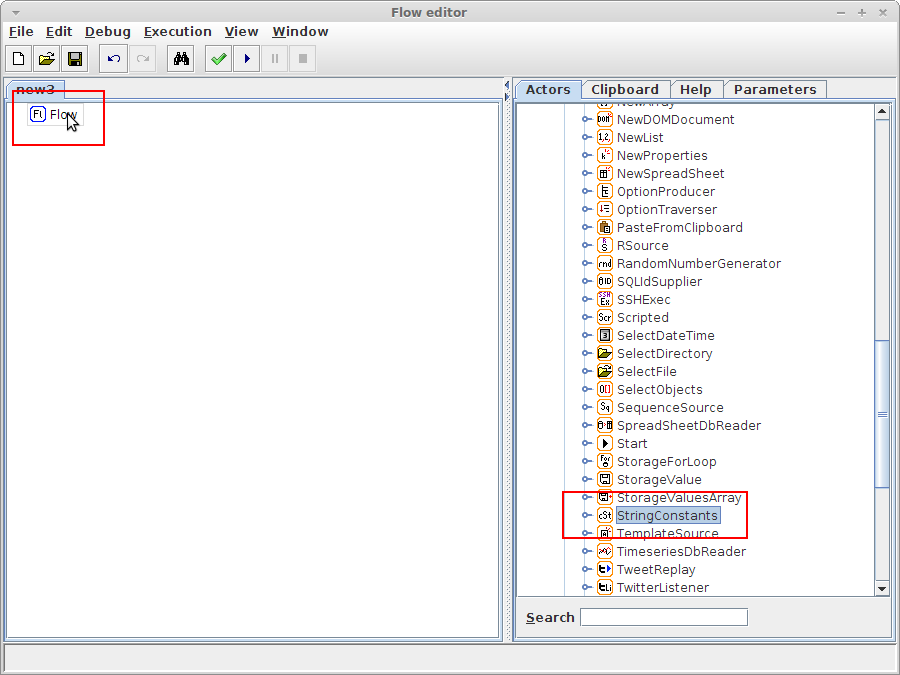 Flow editor
File Edit Debug Execution View Window
new3
Flow
Actors Clipboard Help Parameters
NewArray
NewDOMDocument
NewList
NewProperties
NewSpreadSheet
OptionProducer
OptionTraverser
PasteFromClipboard
RSource
RandomNumberGenerator
SQLIdSupplier
SSHExec
Scripted
SelectDateTime
SelectDirectory
SelectFile
SelectObjects
SequenceSource
SpreadSheetDbReader
Start
StorageForLoop
StorageValue
StorageValuesArray
StringConstants
TemplateSource
TimeseriesDbReader
TweetReplay
TwitterListener
Search